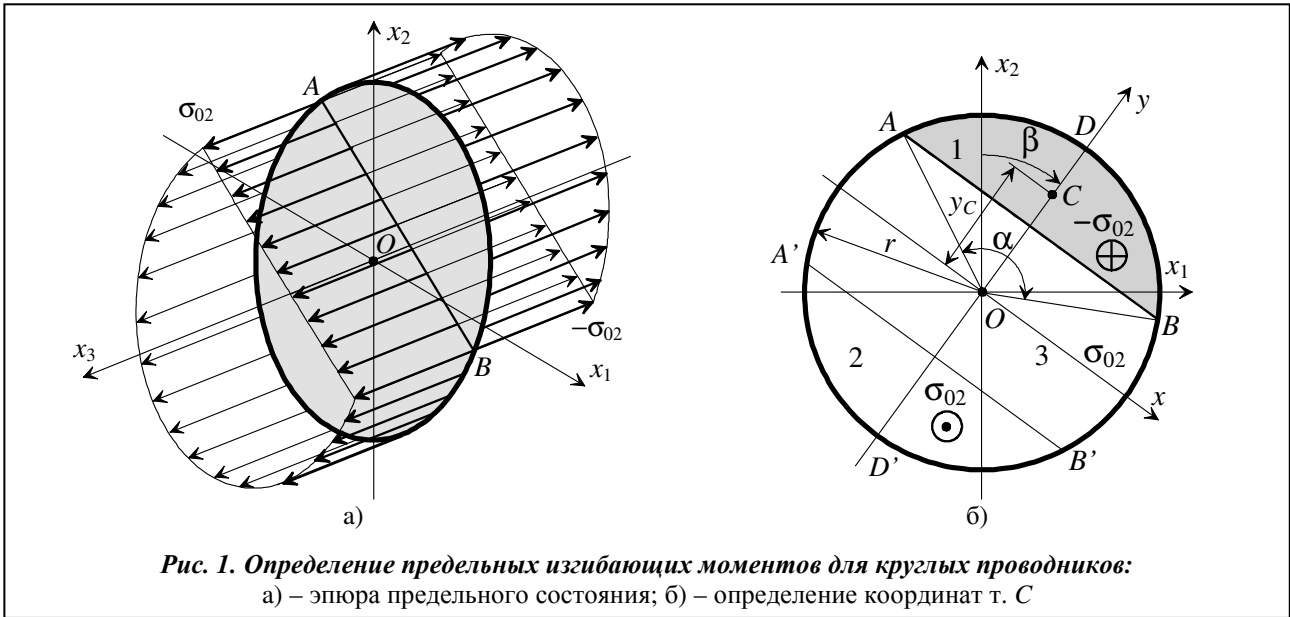 x₂
A
σ₀₂
O
−σ₀₂
x₃
B
x₁
а)
x₂
y
A
D
1
β
C
y_C
−σ₀₂
α
r
A’
x₁
O
B
2
3
σ₀₂
x
σ₀₂
D’
B’
б)
Рис. 1. Определение предельных изгибающих моментов для круглых проводников:
а) – эпюра предельного состояния; б) – определение координат т. C